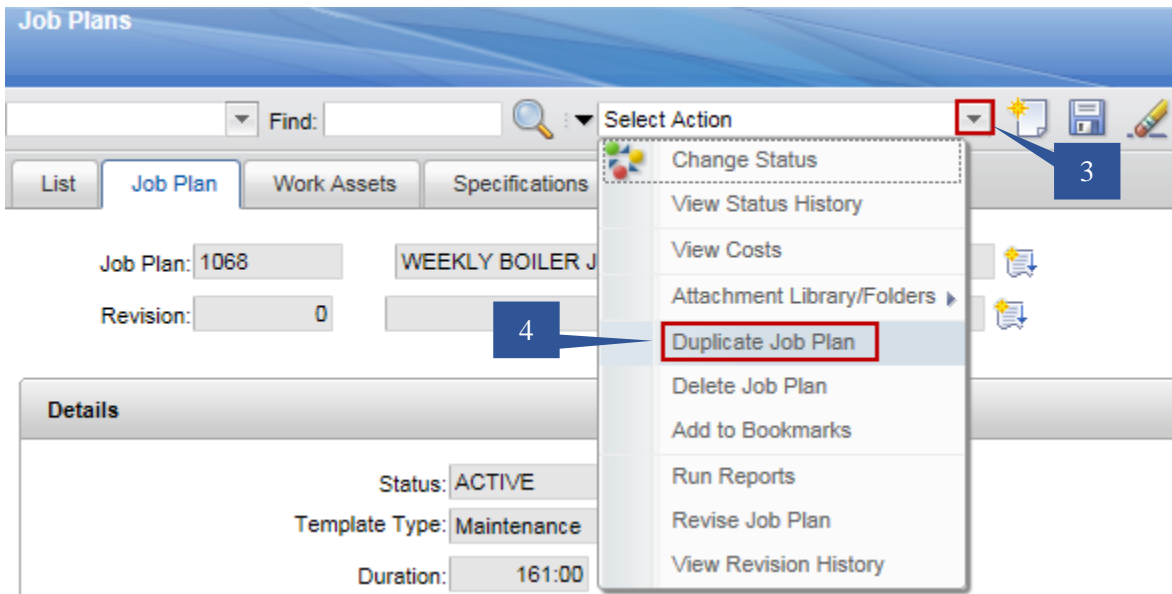 Job Plans
Find: Select Action
3
List Job Plan Work Assets Specifications
Change Status
View Status History
View Costs
Attachment Library/Folders
Duplicate Job Plan
Delete Job Plan
Add to Bookmarks
Run Reports
Revise Job Plan
View Revision History
Job Plan: 1068 WEEKLY BOILER J
Revision: 0
4
Details
Status: ACTIVE
Template Type: Maintenance
Duration: 161:00